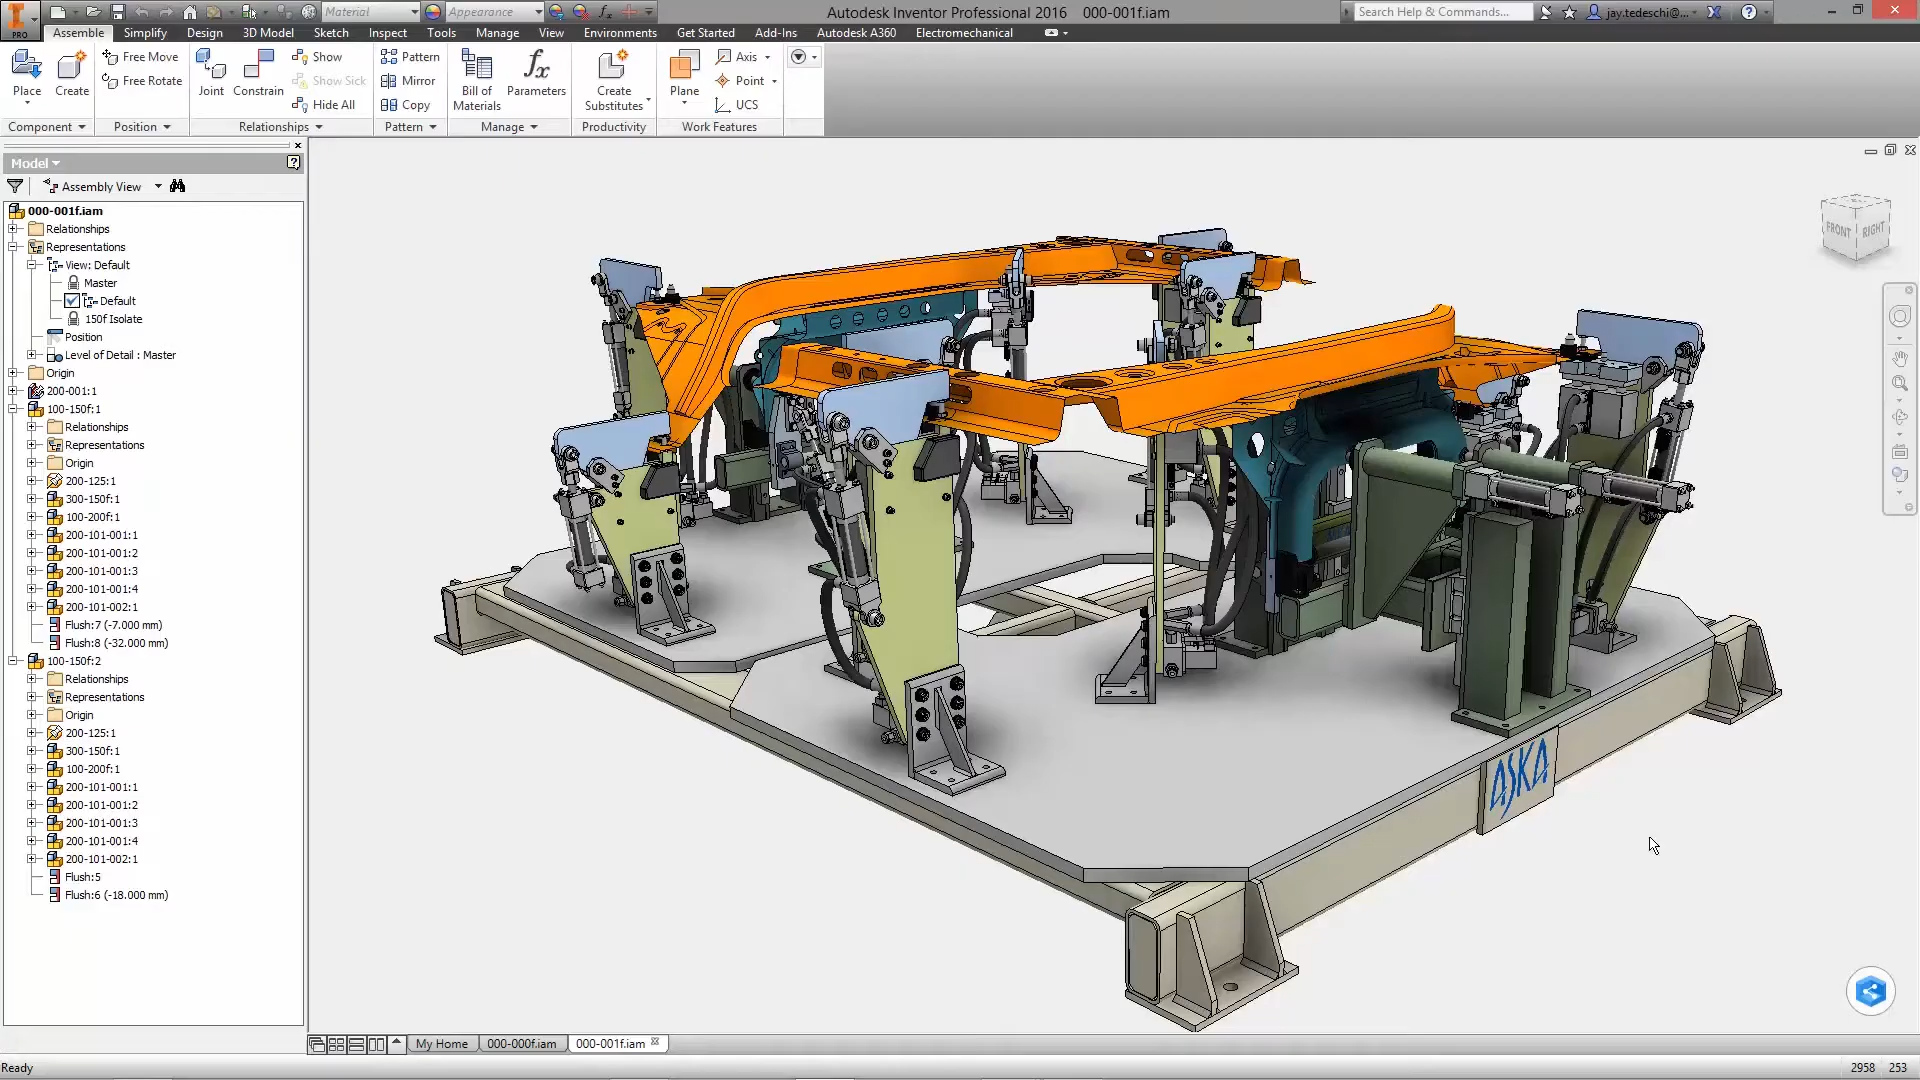 PRO
Material
Appearance
Autodesk Inventor Professional 2016 000-001f.iam
Search Help & Commands...
jay.tedeschi@...
Assemble Simplify Design 3D Model Sketch Inspect Tools Manage View Environments Get Started Add-Ins Autodesk A360 Electromechanical
Place
Create
Free Move
Free Rotate
Joint
Constrain
Show
Show Sick
Hide All
Pattern
Mirror
Copy
Bill of
Materials
Parameters
Create
Substitutes
Plane
Axis
Point
UCS
Component Position Relationships Pattern Manage Productivity Work Features
Model
Assembly View
000-001f.iam
Relationships
Representations
View: Default
Master
Default
150f Isolate
Position
Level of Detail : Master
Origin
200-001:1
100-150f:1
Relationships
Representations
Origin
200-125:1
300-150f:1
100-200f:1
200-101-001:1
200-101-001:2
200-101-001:3
200-101-001:4
200-101-002:1
Flush:7 (-7.000 mm)
Flush:8 (-32.000 mm)
100-150f:2
Relationships
Representations
Origin
200-125:1
300-150f:1
100-200f:1
200-101-001:1
200-101-001:2
200-101-001:3
200-101-001:4
200-101-002:1
Flush:5
Flush:6 (-18.000 mm)
FRONT RIGHT
ASKA
My Home 000-000f.iam 000-001f.iam
Ready
2958 253